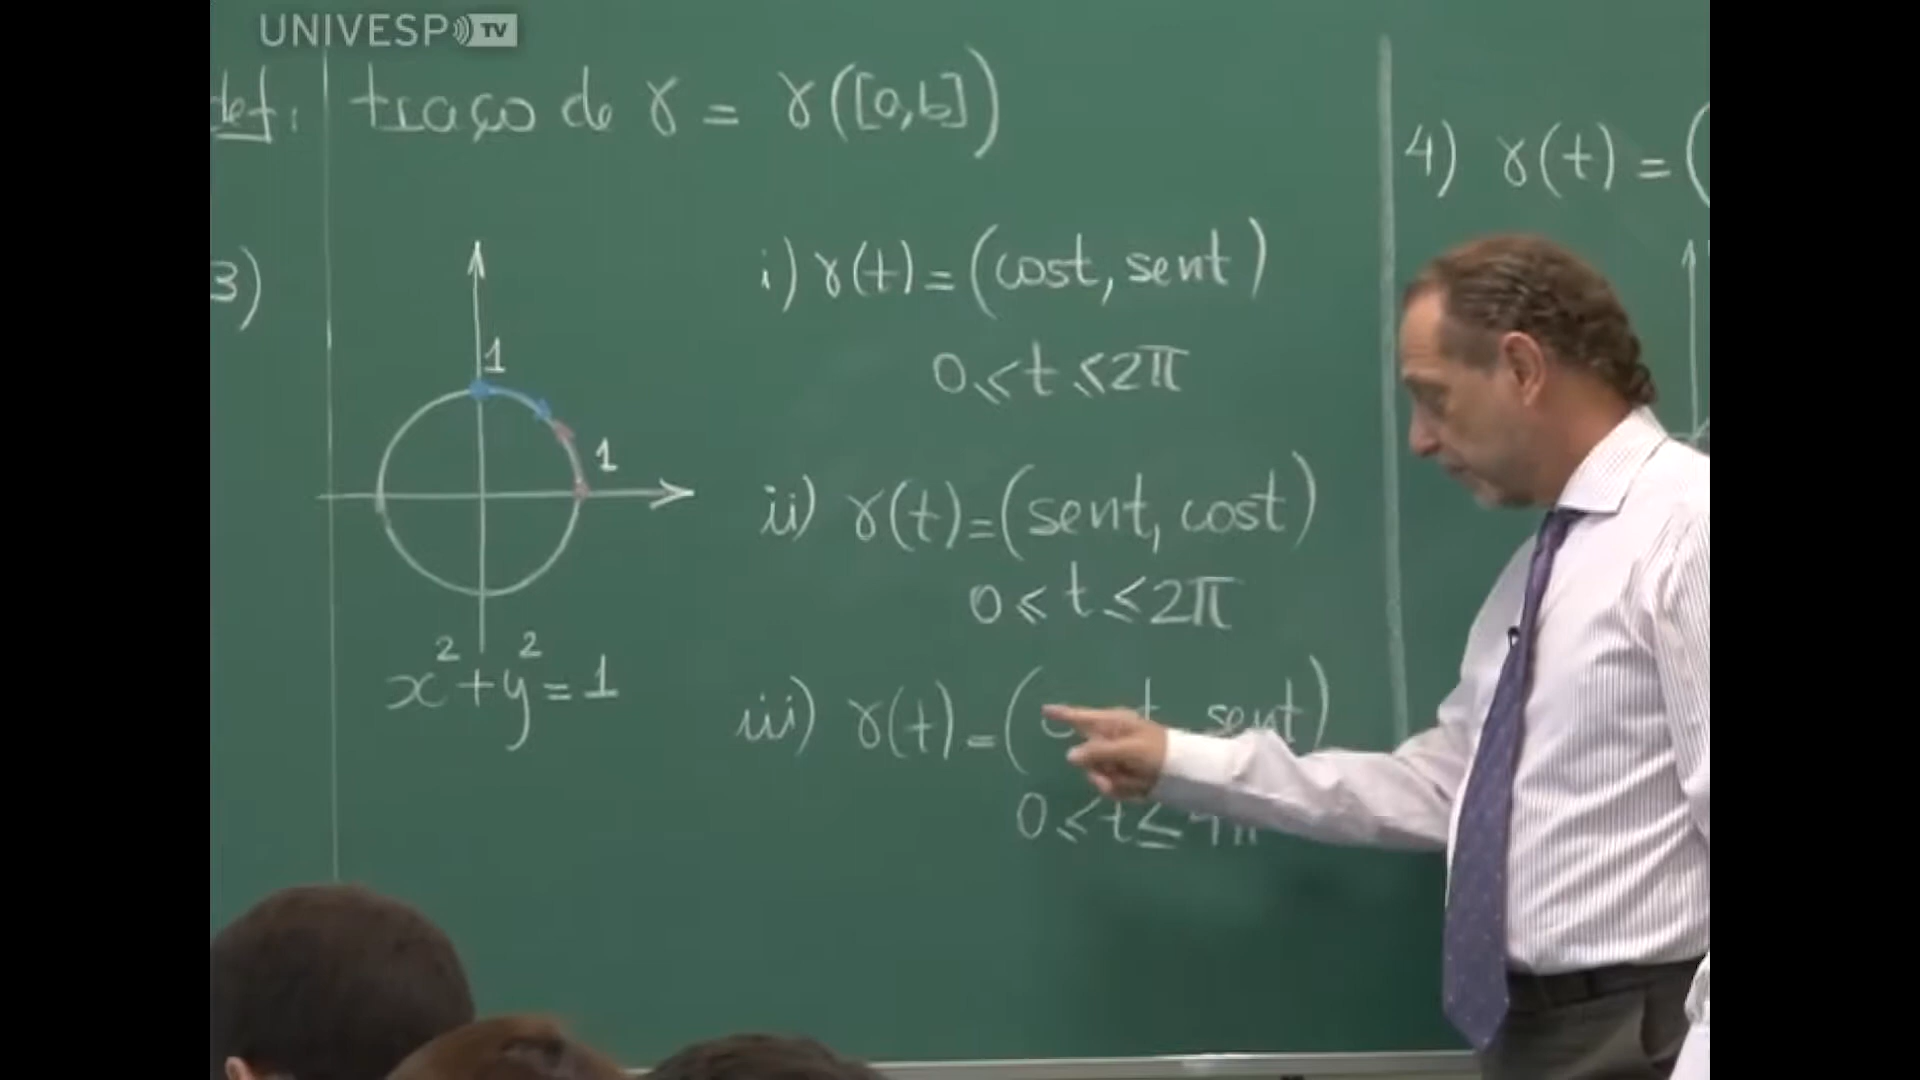 UNIVESP TV
def: traço de γ = γ([a,b])
4) γ(t) = (
3)
1
1
x² + y² = 1
i) γ(t) = (cost, sent)
0 ≤ t ≤ 2π
ii) γ(t) = (sent, cost)
0 ≤ t ≤ 2π
iii) γ(t) = ( sent)
0 ≤ t ≤ 4π